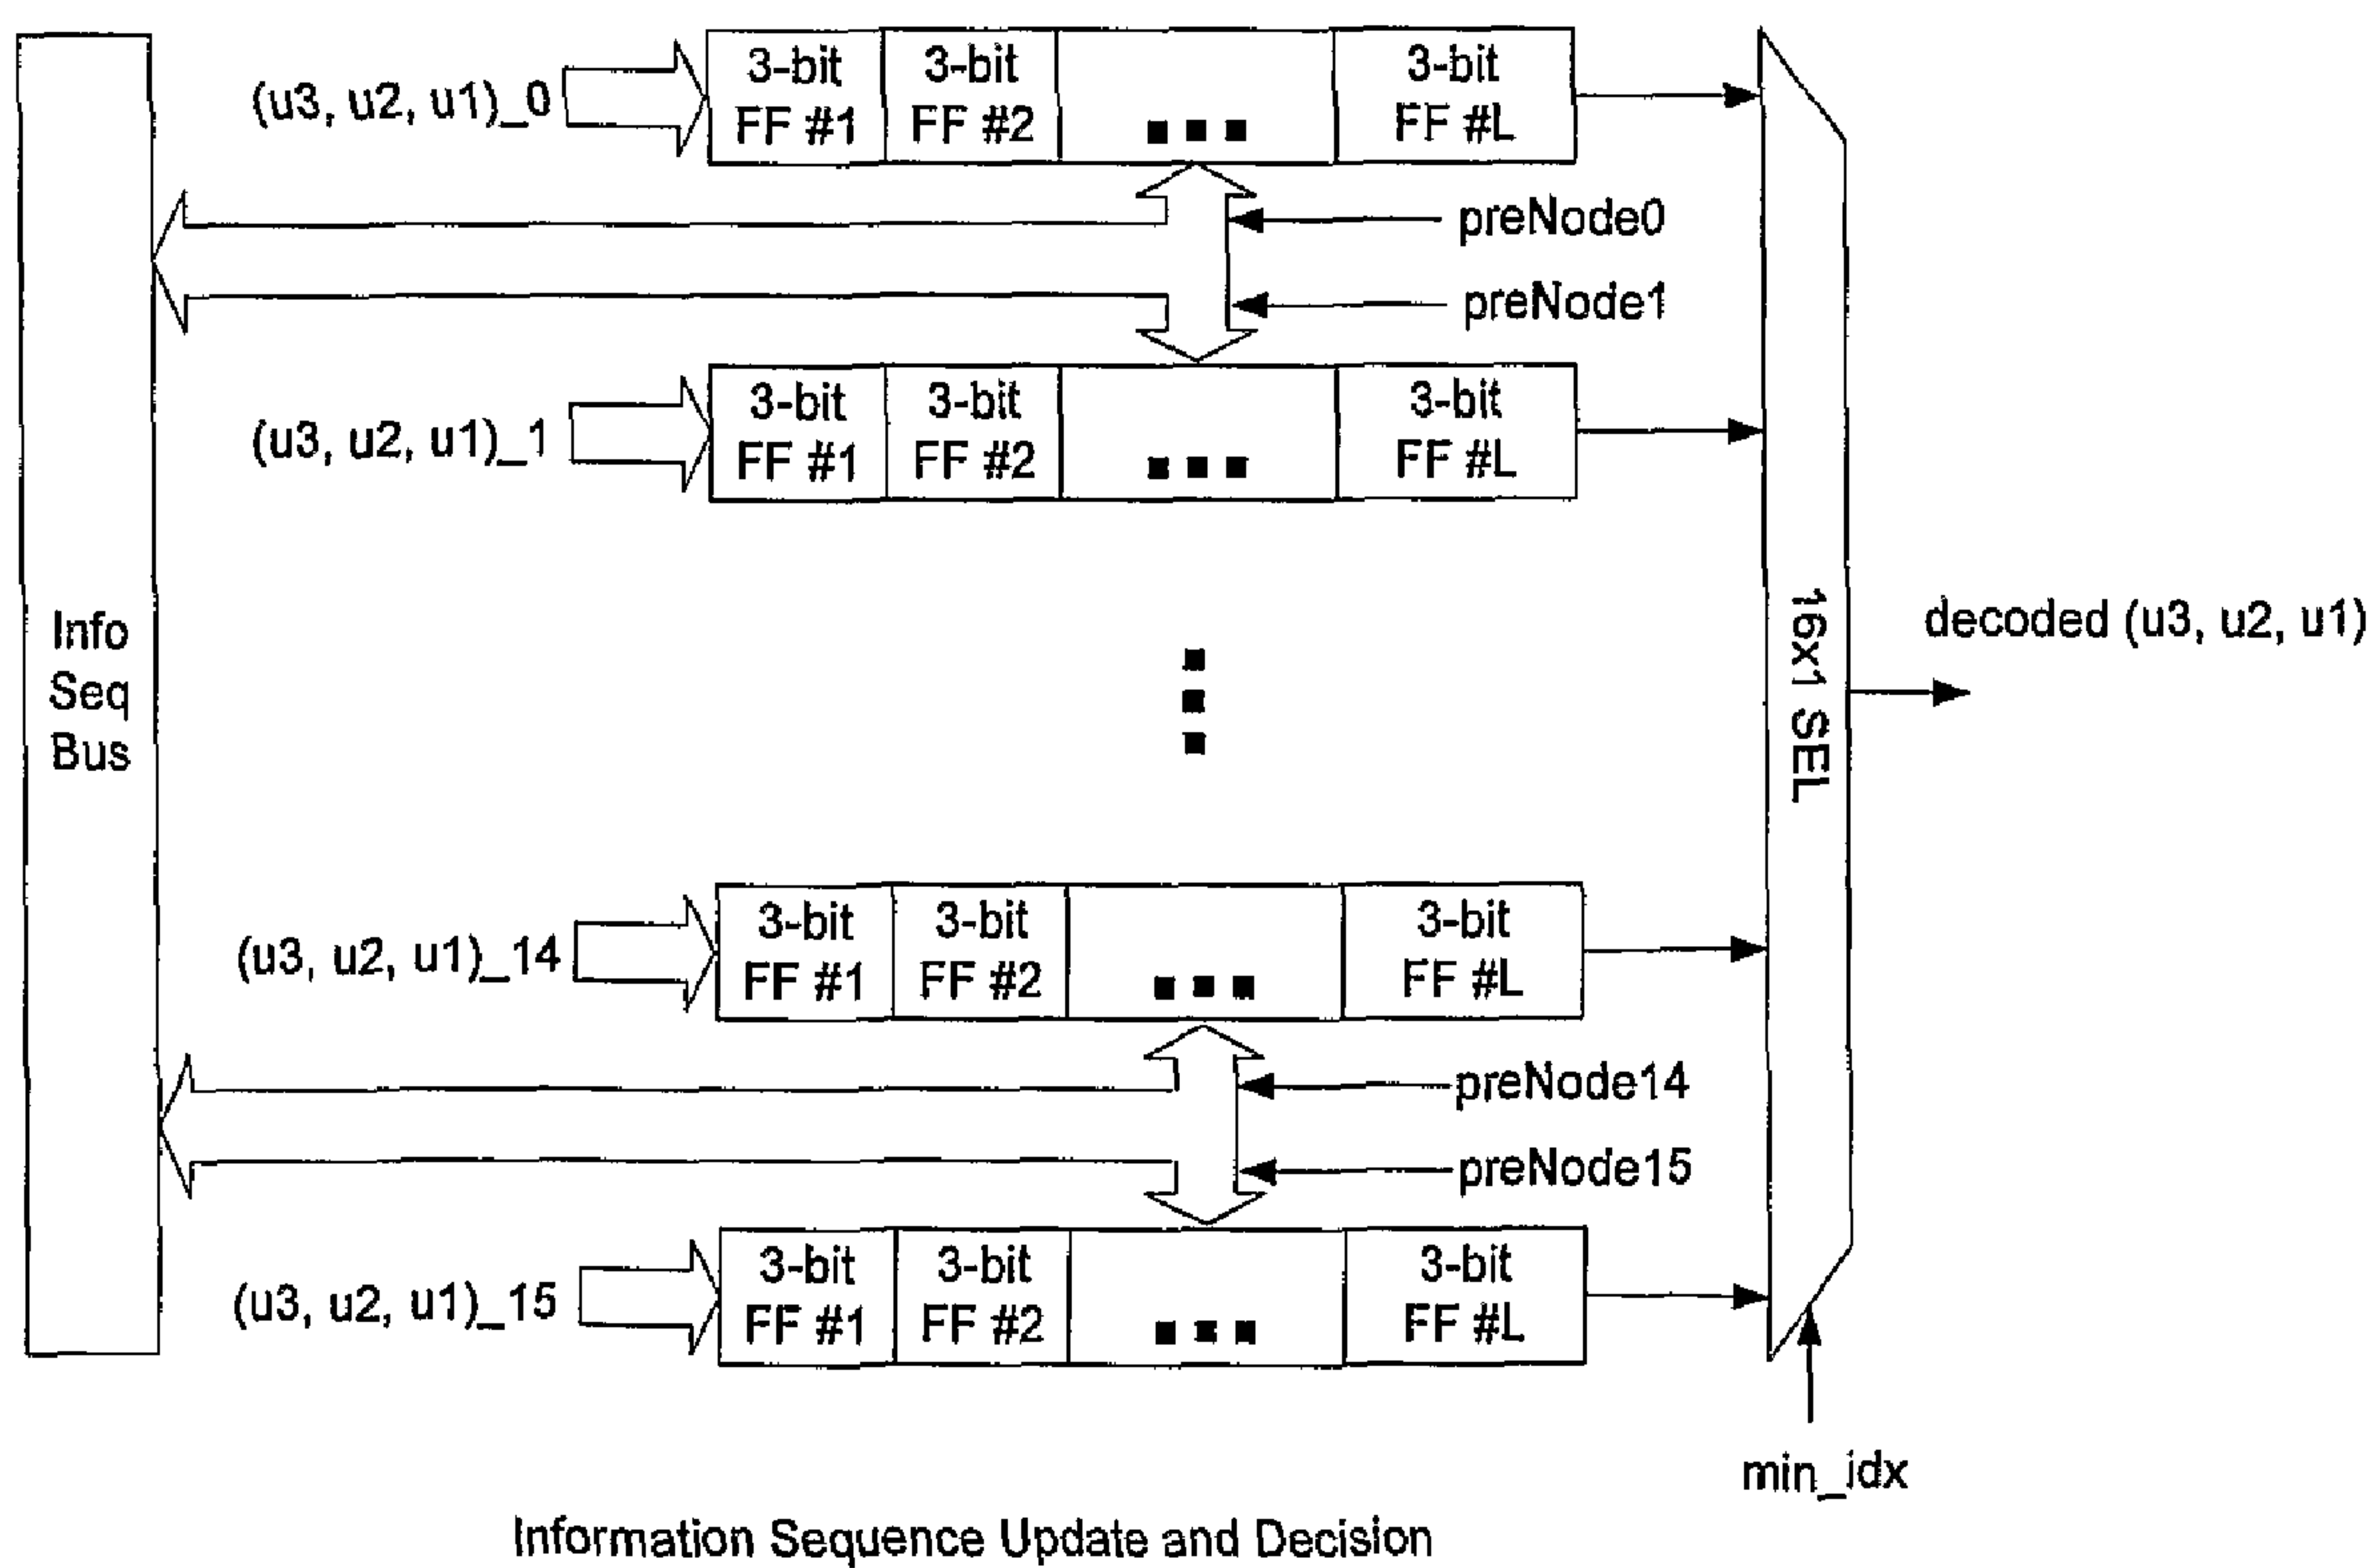 (u3, u2, u1)_0
3-bit FF #1
3-bit FF #2
3-bit FF #L
preNode0
preNode1
(u3, u2, u1)_1
3-bit FF #1
3-bit FF #2
3-bit FF #L
Info
Seq
Bus
16x1 SEL
decoded (u3, u2, u1)
(u3, u2, u1)_14
3-bit FF #1
3-bit FF #2
3-bit FF #L
preNode14
preNode15
(u3, u2, u1)_15
3-bit FF #1
3-bit FF #2
3-bit FF #L
min_idx
Information Sequence Update and Decision